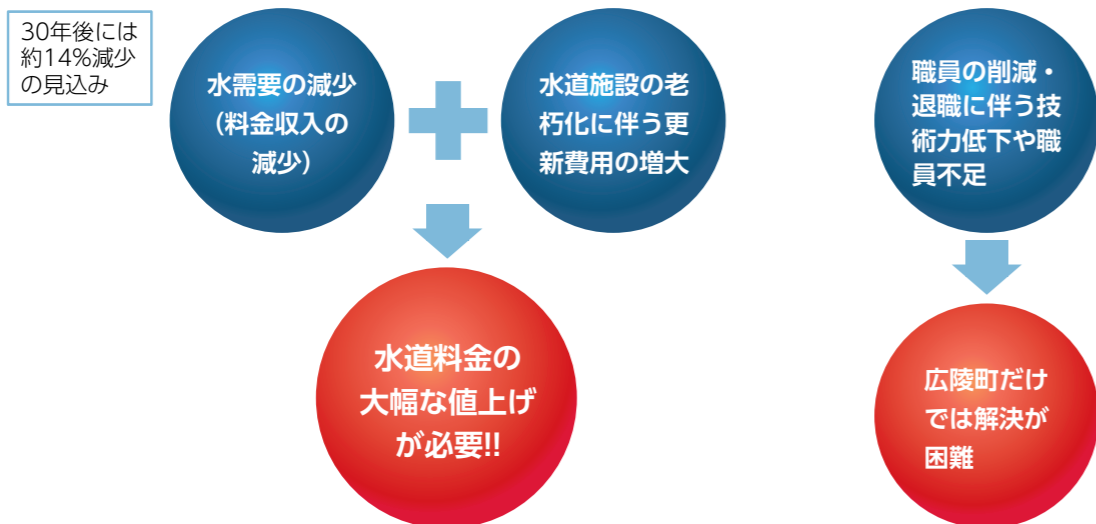 30年後には
約14%減少
の見込み
水需要の減少
（料金収入の
減少）
水道施設の老
朽化に伴う更
新費用の増大
水道料金の
大幅な値上げ
が必要!!
職員の削減・
退職に伴う技
術力低下や職
員不足
広陵町だけ
では解決が
困難